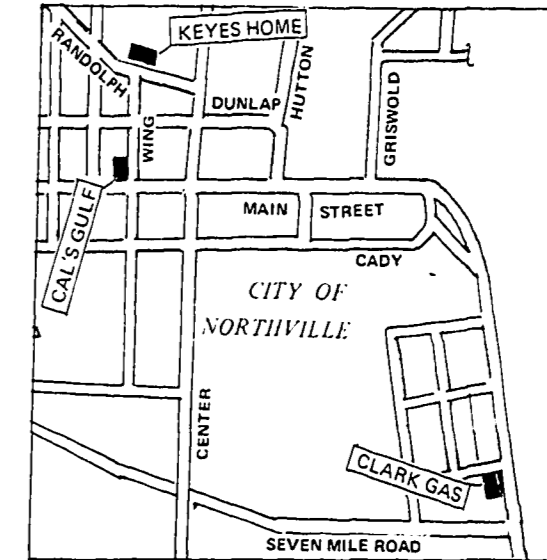 KEYES HOME
RANDOLPH
DUNLAP
HUTTON
GRISWOLD
WING
MAIN STREET
CAL'S GULF
CADY
CITY OF
NORTHVILLE
CENTER
CLARK GAS
SEVEN MILE ROAD